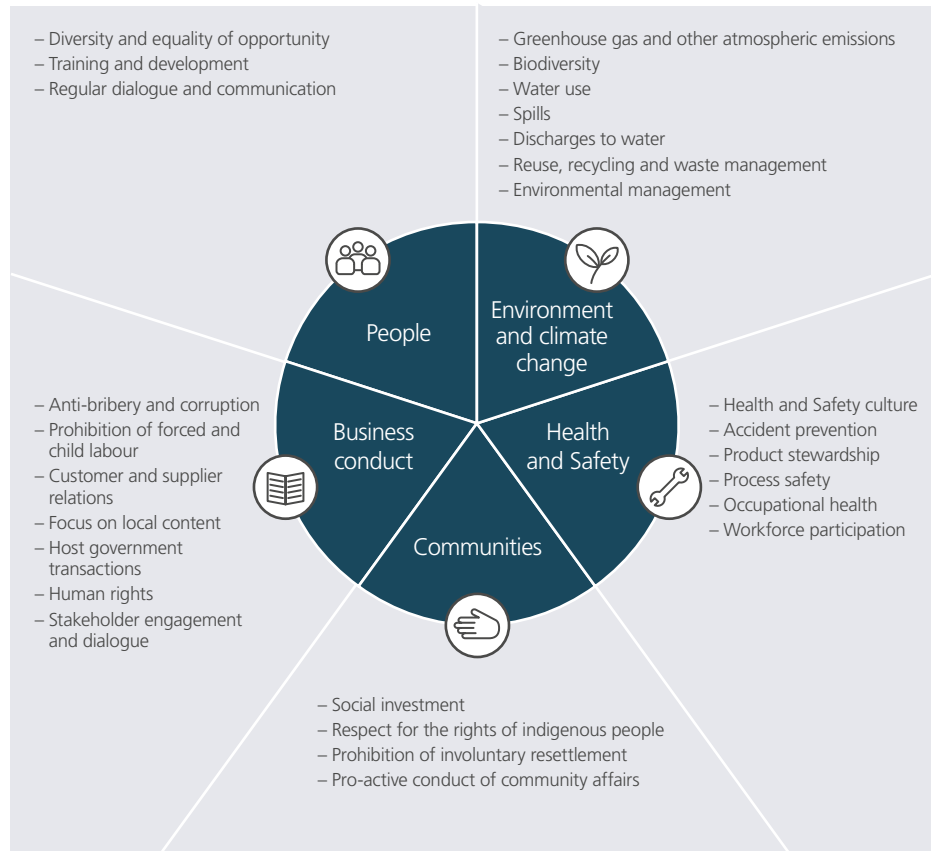 – Diversity and equality of opportunity
– Training and development
– Regular dialogue and communication
– Greenhouse gas and other atmospheric emissions
– Biodiversity
– Water use
– Spills
– Discharges to water
– Reuse, recycling and waste management
– Environmental management
People
Environment
and climate
change
– Anti-bribery and corruption
– Prohibition of forced and
child labour
– Customer and supplier
relations
– Focus on local content
– Host government
transactions
– Human rights
– Stakeholder engagement
and dialogue
Business
conduct
Health
and Safety
– Health and Safety culture
– Accident prevention
– Product stewardship
– Process safety
– Occupational health
– Workforce participation
Communities
– Social investment
– Respect for the rights of indigenous people
– Prohibition of involuntary resettlement
– Pro-active conduct of community affairs